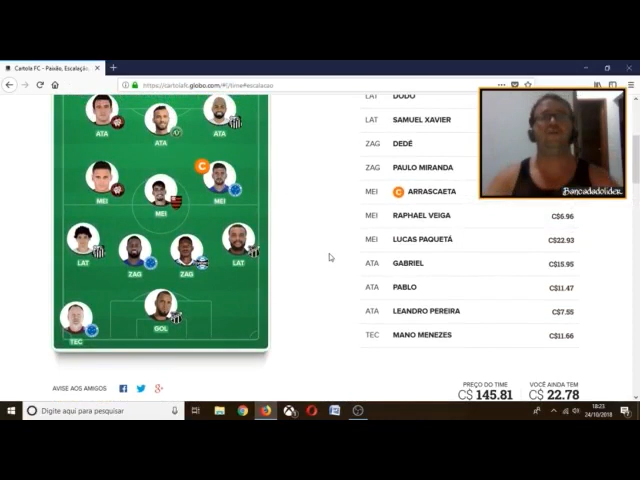 Cartola FC - Paixão, Escalação
https://cartolafc.globo.com/#!/time#escalacao
ATA
ATA
ATA
C
MEI
MEI
MEI
LAT
ZAG
ZAG
LAT
TEC
GOL
LAT DODÔ
LAT SAMUEL XAVIER
ZAG DEDÉ
ZAG PAULO MIRANDA
MEI C ARRASCAETA
MEI RAPHAEL VEIGA C$6.96
MEI LUCAS PAQUETÁ C$22.93
ATA GABRIEL C$15.95
ATA PABLO C$11.47
ATA LEANDRO PEREIRA C$7.55
TEC MANO MENEZES C$11.66
Bancadadolider
AVISE AOS AMIGOS
PREÇO DO TIME
C$ 145.81
VOCÊ AINDA TEM
C$ 22.78
Digite aqui para pesquisar
18:23
24/10/2018